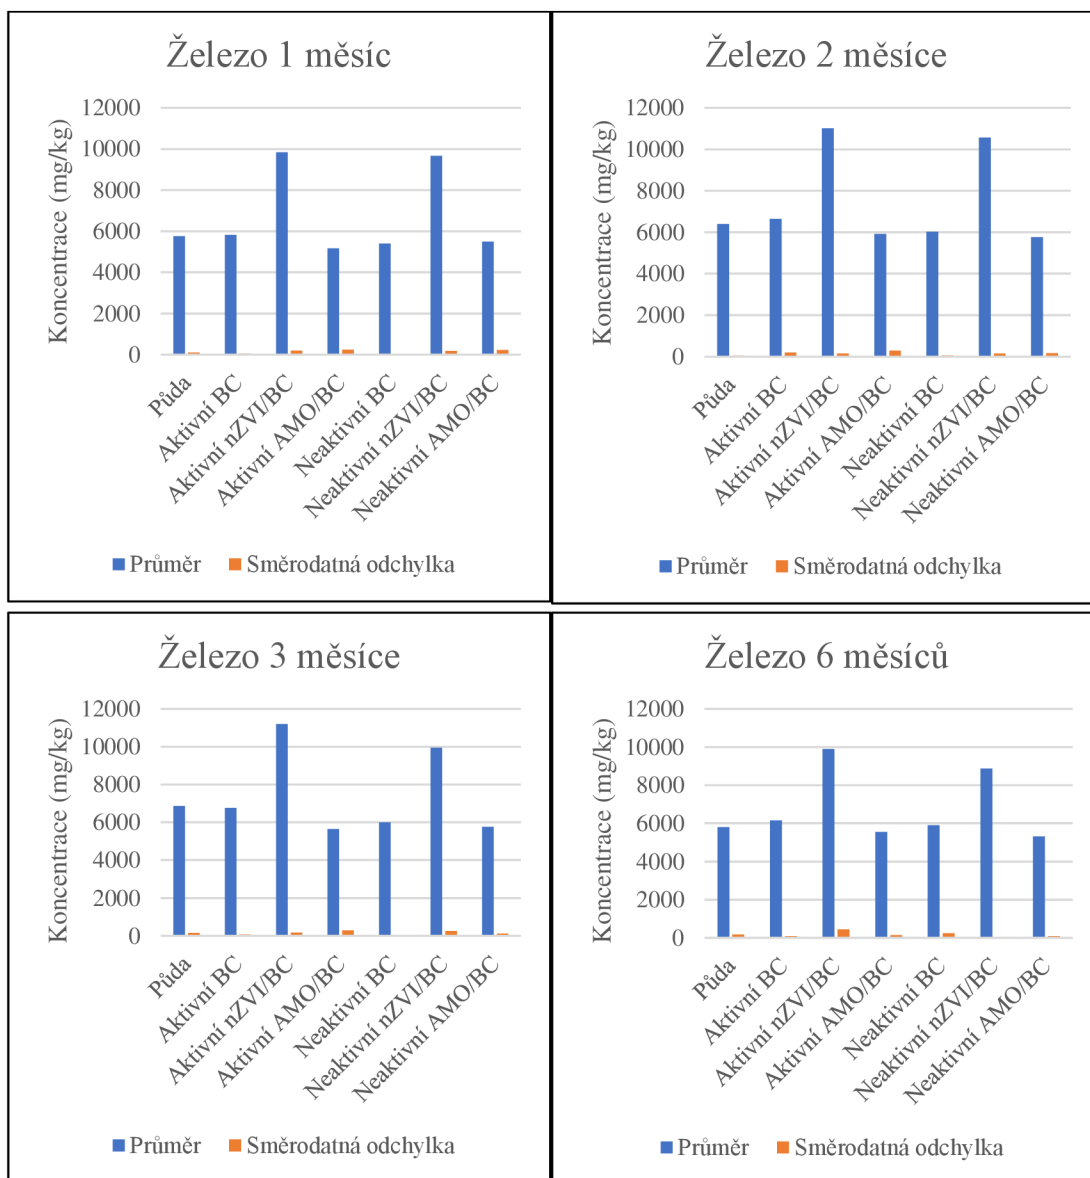 Železo 1 měsíc
Koncentrace (mg/kg)
12000
10000
8000
6000
4000
2000
0
Půda
Aktivní BC
Aktivní nZVI/BC
Aktivní AMO/BC
Neaktivní BC
Neaktivní nZVI/BC
Neaktivní AMO/BC
Průměr
Směrodatná odchylka
Železo 2 měsíce
Koncentrace (mg/kg)
12000
10000
8000
6000
4000
2000
0
Půda
Aktivní BC
Aktivní nZVI/BC
Aktivní AMO/BC
Neaktivní BC
Neaktivní nZVI/BC
Neaktivní AMO/BC
Průměr
Směrodatná odchylka
Železo 3 měsíce
Koncentrace (mg/kg)
12000
10000
8000
6000
4000
2000
0
Půda
Aktivní BC
Aktivní nZVI/BC
Aktivní AMO/BC
Neaktivní BC
Neaktivní nZVI/BC
Neaktivní AMO/BC
Průměr
Směrodatná odchylka
Železo 6 měsíců
Koncentrace (mg/kg)
12000
10000
8000
6000
4000
2000
0
Půda
Aktivní BC
Aktivní nZVI/BC
Aktivní AMO/BC
Neaktivní BC
Neaktivní nZVI/BC
Neaktivní AMO/BC
Průměr
Směrodatná odchylka